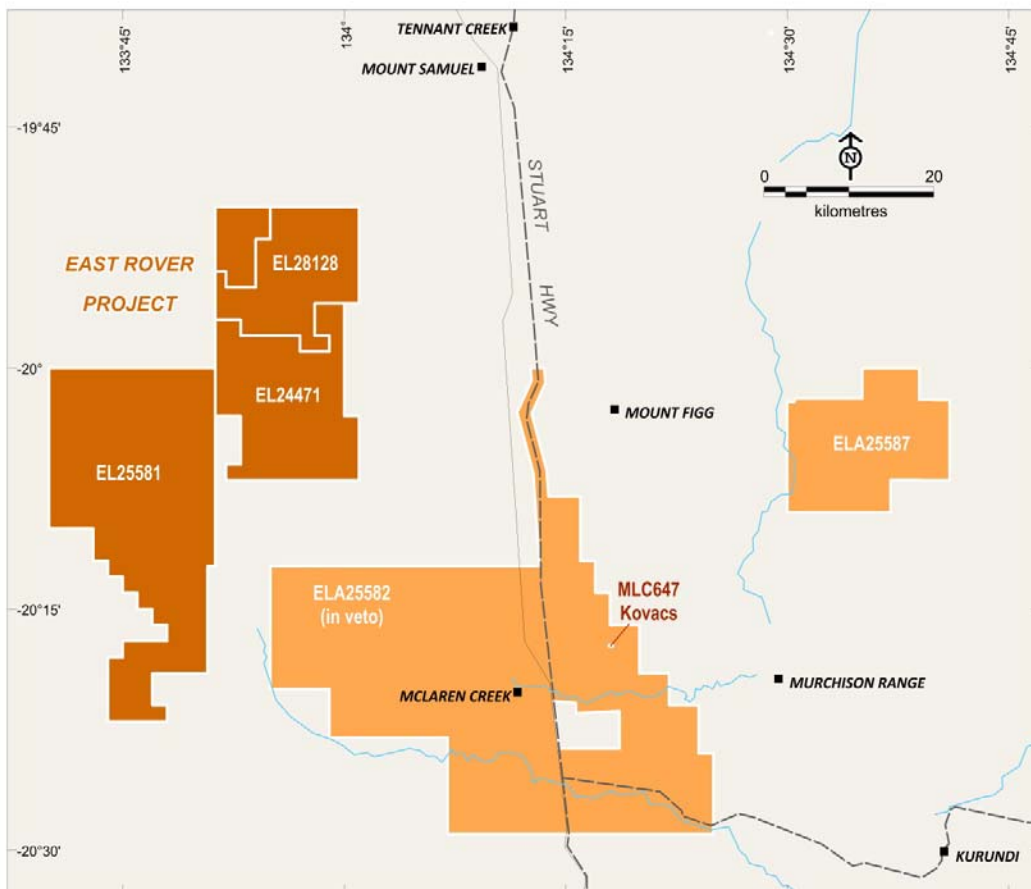 133°45'
134°
134°15'
134°30'
134°45'
TENNANT CREEK
MOUNT SAMUEL
-19°45'
N
0
20
kilometres
STUART
HWY
EAST ROVER
PROJECT
EL28128
-20°
EL24471
MOUNT FIGG
ELA25587
EL25581
ELA25582
(in veto)
MLC647
Kovacs
-20°15'
MCLAREN CREEK
MURCHISON RANGE
-20°30'
KURUNDI